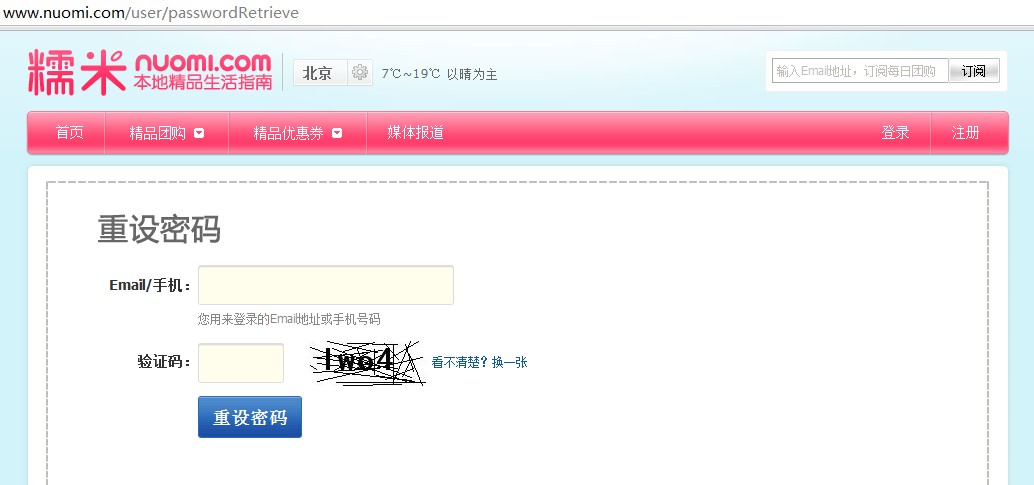 www.nuomi.com/user/passwordRetrieve
糯米 nuomi.com
本地精品生活指南
北京
7℃~19℃ 以晴为主
输入Email地址，订阅每日团购 订阅
首页 精品团购 精品优惠券 媒体报道 登录 注册
重设密码
Email/手机：
您用来登录的Email地址或手机号码
验证码： lwo4 看不清楚？换一张
重设密码